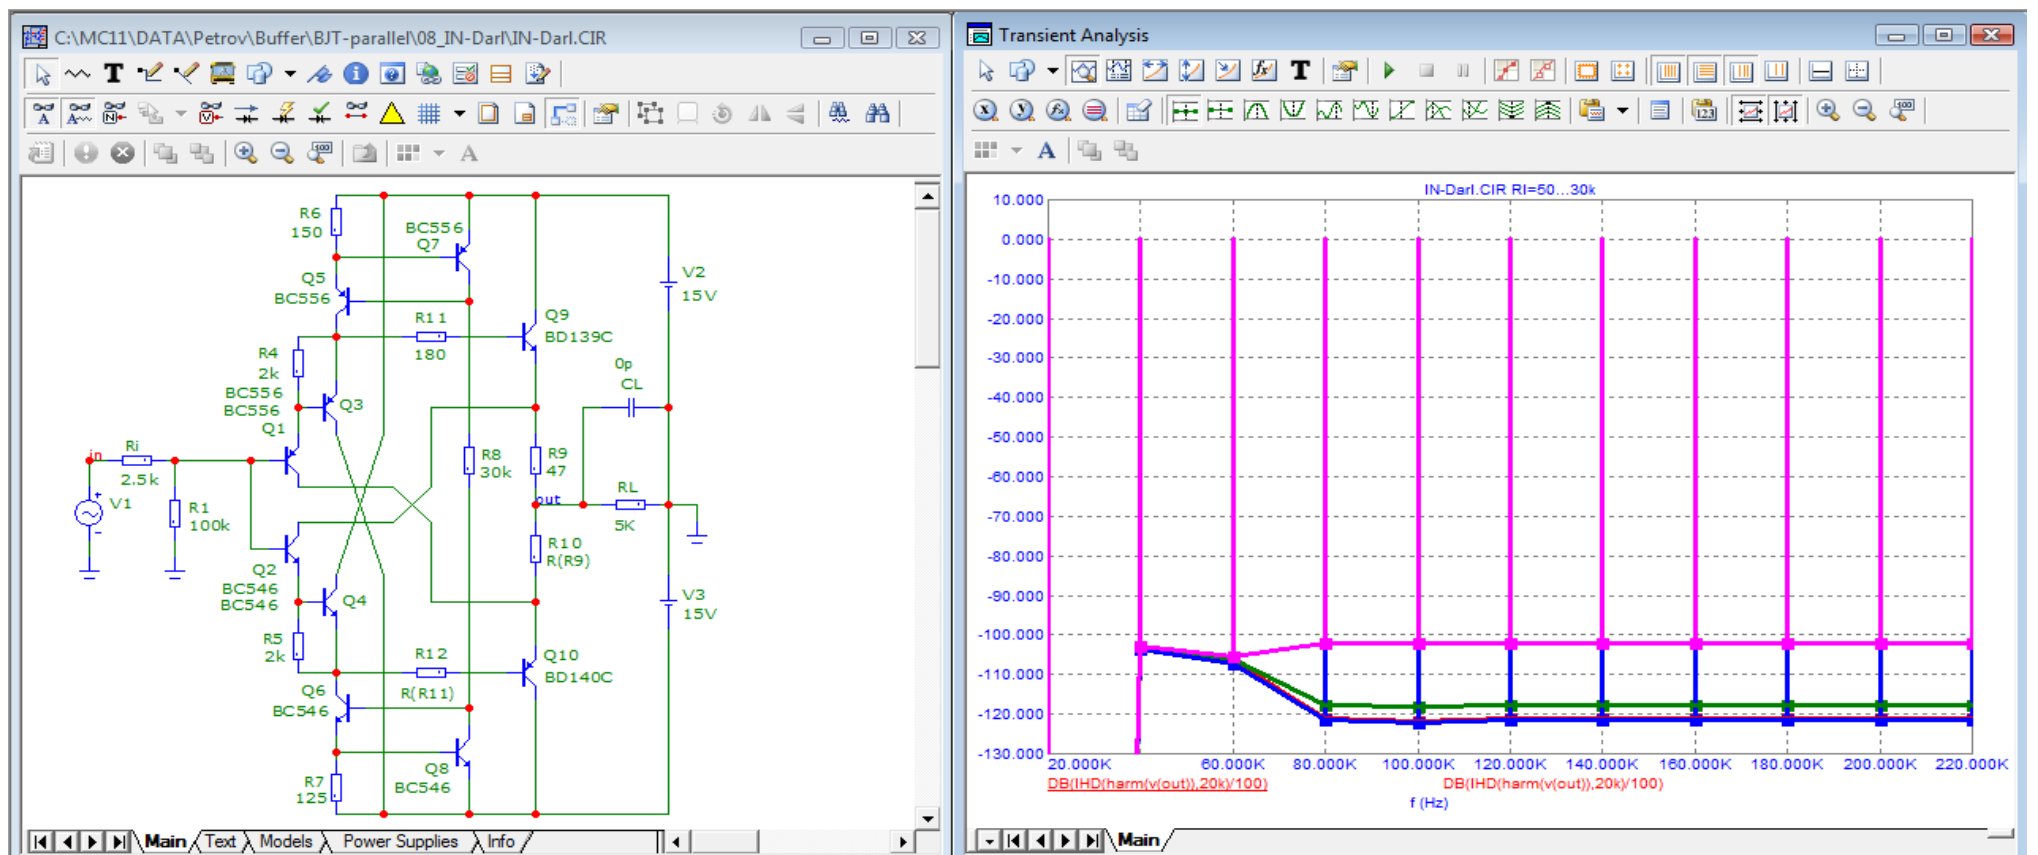 C:\MC11\DATA\Petrov\Buffer\BJT-parallel\08_IN-Darl\IN-Darl.CIR
R6
150
BC556
Q7
Q5
BC556
V2
15V
R11
180
Q9
BD139C
R4
2k
BC556
BC556
Q3
Q1
0p
CL
in
Ri
2.5k
V1
R1
100k
R8
30k
R9
47
out
RL
5K
R10
R(R9)
Q2
BC546
BC546
Q4
V3
15V
R5
2k
R12
R(R11)
Q10
BD140C
Q6
BC546
R7
125
Q8
BC546
Main
Text
Models
Power Supplies
Info
Transient Analysis
IN-Darl.CIR RI=50...30k
10.000
0.000
-10.000
-20.000
-30.000
-40.000
-50.000
-60.000
-70.000
-80.000
-90.000
-100.000
-110.000
-120.000
-130.000
20.000K 60.000K 80.000K 100.000K 120.000K 140.000K 160.000K 180.000K 200.000K 220.000K
DB(IHD(harm(v(out)),20k)/100) DB(IHD(harm(v(out)),20k)/100)
f (Hz)
Main